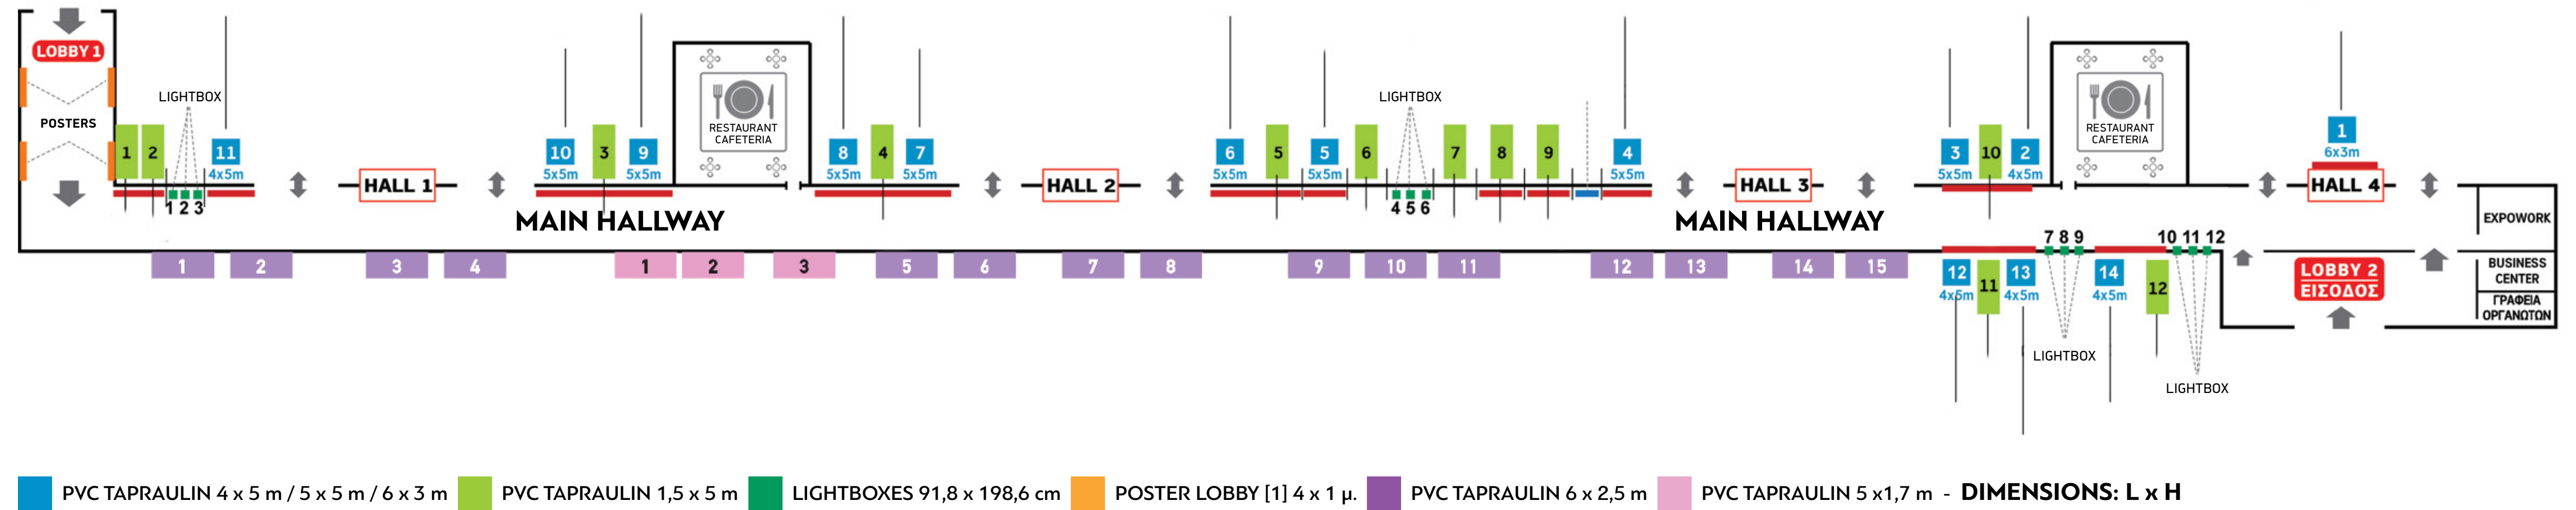 LOBBY 1
POSTERS
1 2
LIGHTBOX
1 2 3
11
4x5m
HALL 1
10
5x5m
3
9
5x5m
RESTAURANT
CAFETERIA
8
5x5m
4
7
5x5m
HALL 2
6
5x5m
5
5
5x5m
6
LIGHTBOX
4 5 6
7
8
9
4
5x5m
HALL 3
3
5x5m
10
2
4x5m
RESTAURANT
CAFETERIA
1
6x3m
HALL 4
MAIN HALLWAY
MAIN HALLWAY
EXPOWORK
BUSINESS
CENTER
ΓΡΑΦΕΙΑ
ΟΡΓΑΝΩΤΩΝ
LOBBY 2
ΕΙΣΟΔΟΣ
1 2 3 4 1 2 3 5 6 7 8 9 10 11 12 13 14 15
7 8 9
10 11 12
12
4x5m
11
13
4x5m
14
4x5m
12
LIGHTBOX
LIGHTBOX
PVC TAPRAULIN 4 x 5 m / 5 x 5 m / 6 x 3 m PVC TAPRAULIN 1,5 x 5 m LIGHTBOXES 91,8 x 198,6 cm POSTER LOBBY [1] 4 x 1 μ. PVC TAPRAULIN 6 x 2,5 m PVC TAPRAULIN 5 x1,7 m - DIMENSIONS: L x H